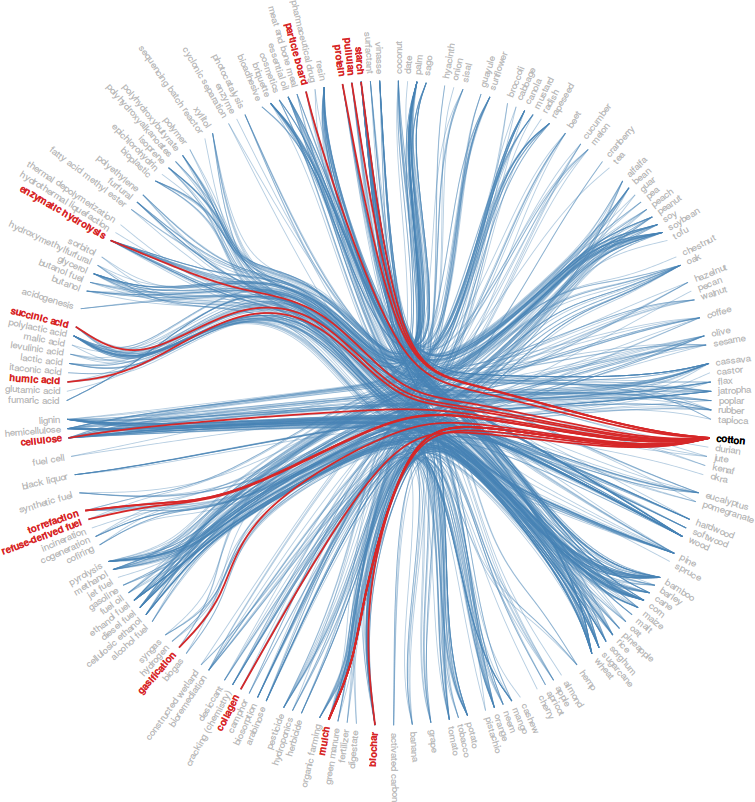 meat and bone meal
pharmaceutical drug
particle board
resin
protein
pullulan
starch
surfactant
vinasse
coconut
date
palm
sago
hyacinth
onion
sisal
guayule
sunflower
broccoli
cabbage
canola
mustard
radish
rapeseed
beet
cucumber
melon
cranberry
tea
alfalfa
bean
guar
pea
peach
peanut
soy
soybean
tofu
chestnut
oak
hazelnut
pecan
walnut
coffee
olive
sesame
cassava
castor
flax
jatropha
poplar
rubber
tapioca
cotton
durian
jute
kenaf
okra
eucalyptus
pomegranate
hardwood
softwood
wood
pine
spruce
bamboo
barley
cane
corn
maize
malt
oat
pineapple
rice
sorghum
sugarcane
wheat
hemp
almond
apple
apricot
cherry
cashew
mango
neem
orange
pistachio
potato
tobacco
tomato
grape
banana
activated carbon
biochar
digestate
fertilizer
green manure
mulch
organic farming
herbicide
hydroponics
pesticide
arabinose
biosorption
camphor
collagen
cracking (chemistry)
desiccant
bioremediation
constructed wetland
biogas
gasification
hydrogen
syngas
alcohol fuel
cellulosic ethanol
diesel fuel
ethanol fuel
fuel oil
gasoline
jet fuel
methanol
pyrolysis
cofiring
cogeneration
incineration
refuse-derived fuel
torrefaction
synthetic fuel
black liquor
fuel cell
cellulose
hemicellulose
lignin
fumaric acid
glutamic acid
humic acid
itaconic acid
lactic acid
levulinic acid
malic acid
polylactic acid
succinic acid
acidogenesis
butanol
butanol fuel
glycerol
hydroxymethylfurfural
sorbitol
enzymatic hydrolysis
hydrothermal liquefaction
thermal depolymerization
fatty acid methyl ester
furfural
polyethylene
bioplastic
epichlorohydrin
isoprene
polyhydroxyalkanoates
polyhydroxybutyrate
polymer
xylitol
sequencing batch reactor
cyclonic separation
enzyme
photocatalysis
bioadhesive
briquette
cosmetics
essential oil